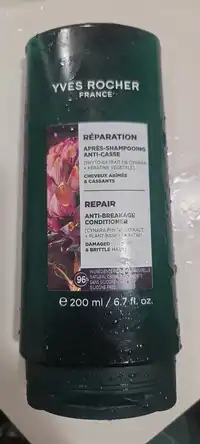 YVES ROCHER
FRANCE
RÉPARATION
APRÈS-SHAMPOOING
ANTI-CASSE
CHEVEUX ABÎMÉS
& CASSANTS
REPAIR
ANTI-BREAKAGE
CONDITIONER
DAMAGED
& BRITTLE
96
℮ 200 ml / 6.7 fl. oz.